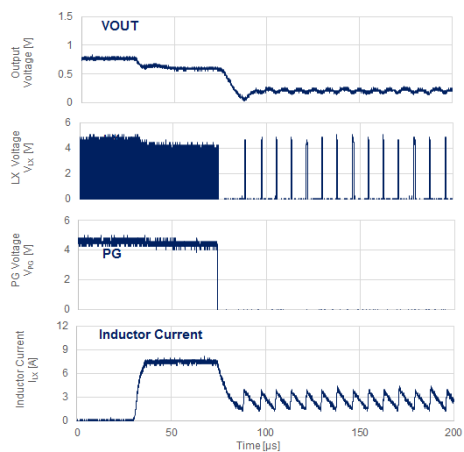 Output
Voltage [V]
1.5
1
0.5
0
VOUT
LX Voltage
VLX [V]
6
4
2
0
PG Voltage
VPG [V]
6
4
2
0
PG
Inductor Current
ILX [A]
12
9
6
3
0
Inductor Current
0 50 100 150 200
Time [µs]